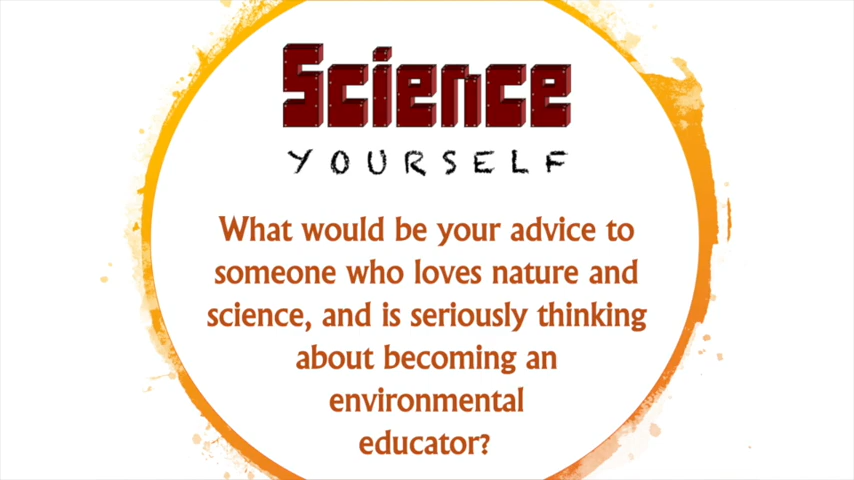 Science
YOURSELF
What would be your advice to
someone who loves nature and
science, and is seriously thinking
about becoming an
environmental
educator?